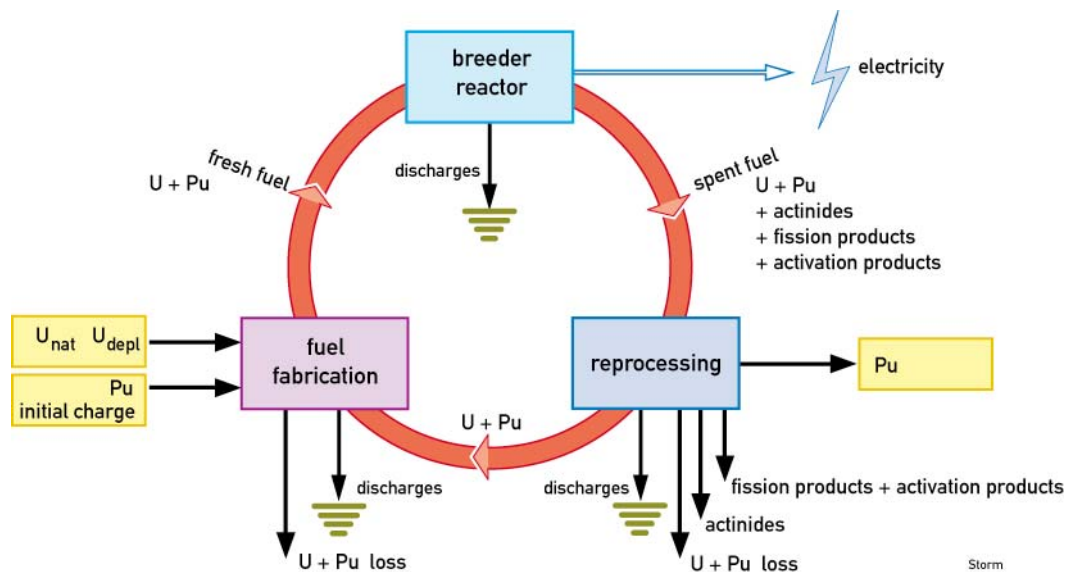 breeder
reactor
electricity
discharges
fresh fuel
U + Pu
spent fuel
U + Pu
+ actinides
+ fission products
+ activation products
U nat U depl
Pu
initial charge
fuel
fabrication
reprocessing
Pu
U + Pu
discharges
U + Pu loss
discharges
fission products + activation products
actinides
U + Pu loss
Storm